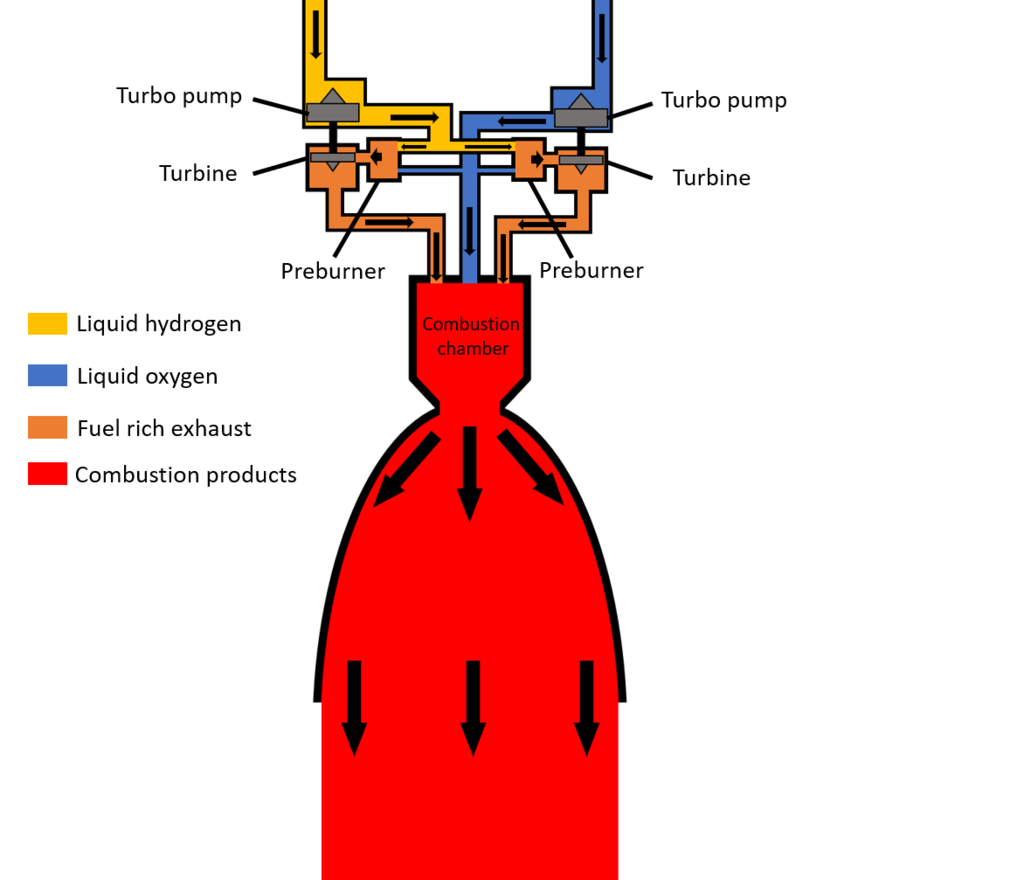 Turbo pump
Turbo pump
Turbine
Turbine
Preburner
Preburner
Combustion
chamber
Liquid hydrogen
Liquid oxygen
Fuel rich exhaust
Combustion products